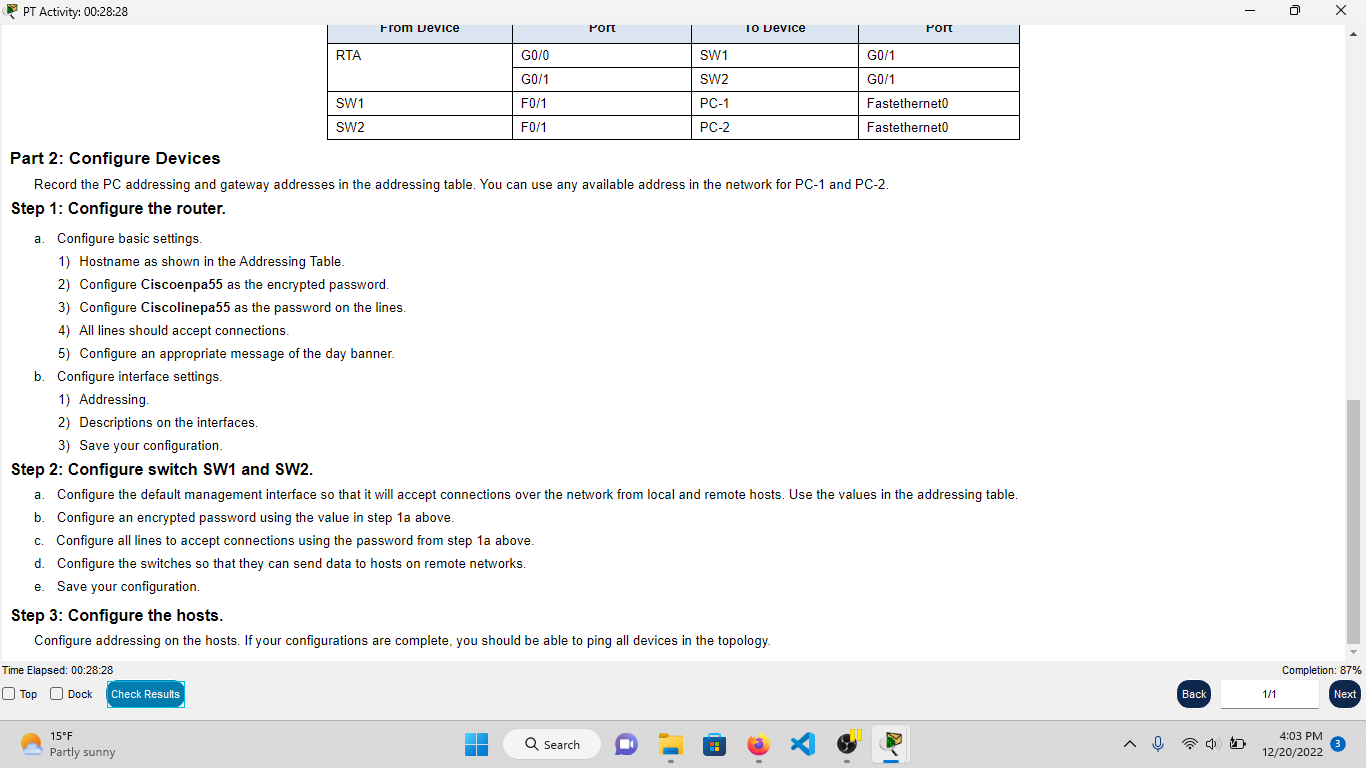 PT Activity: 00:28:28
From Device Port To Device Port
RTA G0/0 SW1 G0/1
G0/1 SW2 G0/1
SW1 F0/1 PC-1 Fastethernet0
SW2 F0/1 PC-2 Fastethernet0
Part 2: Configure Devices
Record the PC addressing and gateway addresses in the addressing table. You can use any available address in the network for PC-1 and PC-2.
Step 1: Configure the router.
a. Configure basic settings.
1) Hostname as shown in the Addressing Table.
2) Configure Ciscoenpa55 as the encrypted password.
3) Configure Ciscolinepa55 as the password on the lines.
4) All lines should accept connections.
5) Configure an appropriate message of the day banner.
b. Configure interface settings.
1) Addressing.
2) Descriptions on the interfaces.
3) Save your configuration.
Step 2: Configure switch SW1 and SW2.
a. Configure the default management interface so that it will accept connections over the network from local and remote hosts. Use the values in the addressing table.
b. Configure an encrypted password using the value in step 1a above.
c. Configure all lines to accept connections using the password from step 1a above.
d. Configure the switches so that they can send data to hosts on remote networks.
e. Save your configuration.
Step 3: Configure the hosts.
Configure addressing on the hosts. If your configurations are complete, you should be able to ping all devices in the topology.
Time Elapsed: 00:28:28 Completion: 87%
Top Dock Check Results Back 1/1 Next
15°F
Partly sunny
Search
4:03 PM
12/20/2022
3